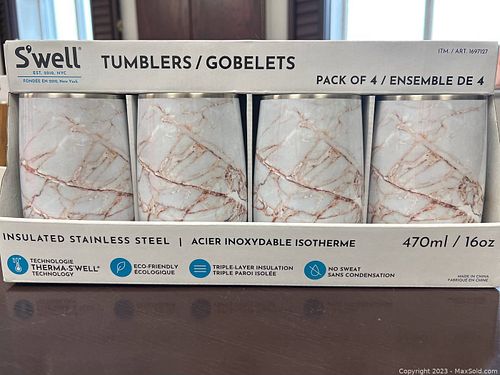 S'well®
EST. 2010, NYC
FONDÉE EN 2010, New York.
TUMBLERS / GOBELETS
ITM. / ART. 1697127
PACK OF 4 / ENSEMBLE DE 4
INSULATED STAINLESS STEEL | ACIER INOXYDABLE ISOTHERME
470ml / 16oz
TECHNOLOGIE
THERMA-S'WELL®
TECHNOLOGY
ECO-FRIENDLY
ÉCOLOGIQUE
TRIPLE-LAYER INSULATION
TRIPLE PAROI ISOLÉE
NO SWEAT
SANS CONDENSATION
MADE IN CHINA
FABRIQUÉ EN CHINE
Copyright 2023 - MaxSold.com